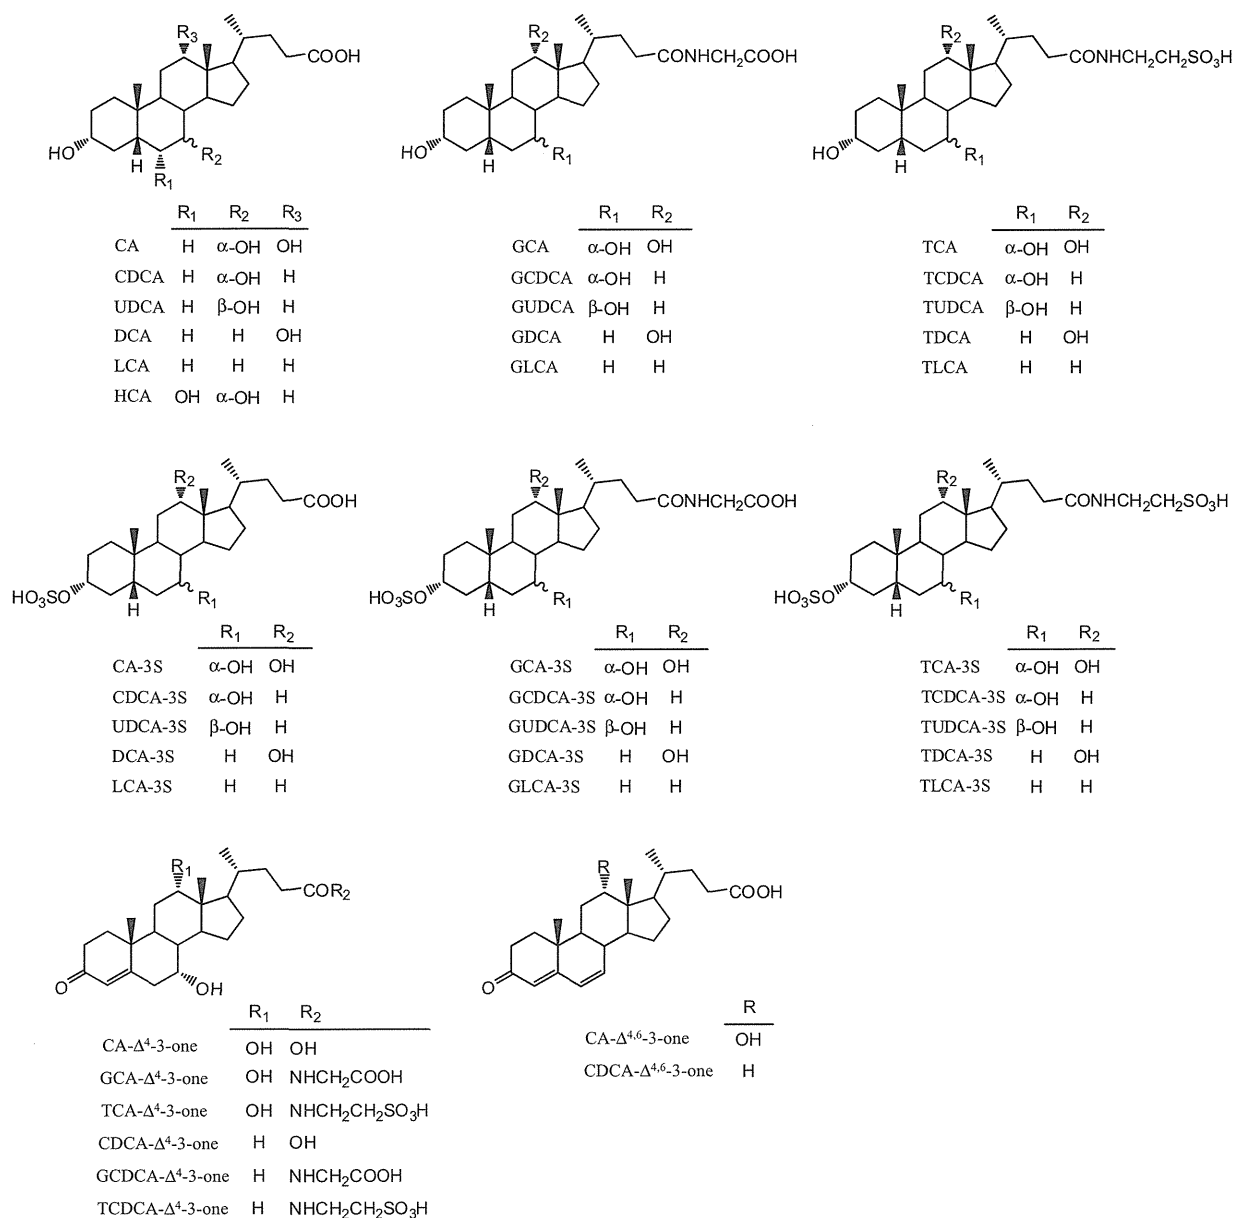 R₃
R₂
R₂
COOH
CONHCH₂COOH
CONHCH₂CH₂SO₃H
HO
H
R₁
R₂
HO
H
R₁
HO
H
R₁
R₁ R₂ R₃
CA H α-OH OH
CDCA H α-OH H
UDCA H β-OH H
DCA H H OH
LCA H H H
HCA OH α-OH H
R₁ R₂
GCA α-OH OH
GCDCA α-OH H
GUDCA β-OH H
GDCA H OH
GLCA H H
R₁ R₂
TCA α-OH OH
TCDCA α-OH H
TUDCA β-OH H
TDCA H OH
TLCA H H
R₂
COOH
HO₃SO
H
R₁
R₂
CONHCH₂COOH
HO₃SO
H
R₁
R₂
CONHCH₂CH₂SO₃H
HO₃SO
H
R₁
R₁ R₂
CA-3S α-OH OH
CDCA-3S α-OH H
UDCA-3S β-OH H
DCA-3S H OH
LCA-3S H H
R₁ R₂
GCA-3S α-OH OH
GCDCA-3S α-OH H
GUDCA-3S β-OH H
GDCA-3S H OH
GLCA-3S H H
R₁ R₂
TCA-3S α-OH OH
TCDCA-3S α-OH H
TUDCA-3S β-OH H
TDCA-3S H OH
TLCA-3S H H
R₁
COR₂
O
OH
R
COOH
O
R₁ R₂
CA-Δ⁴-3-one OH OH
GCA-Δ⁴-3-one OH NHCH₂COOH
TCA-Δ⁴-3-one OH NHCH₂CH₂SO₃H
CDCA-Δ⁴-3-one H OH
GCDCA-Δ⁴-3-one H NHCH₂COOH
TCDCA-Δ⁴-3-one H NHCH₂CH₂SO₃H
R
CA-Δ⁴,⁶-3-one OH
CDCA-Δ⁴,⁶-3-one H